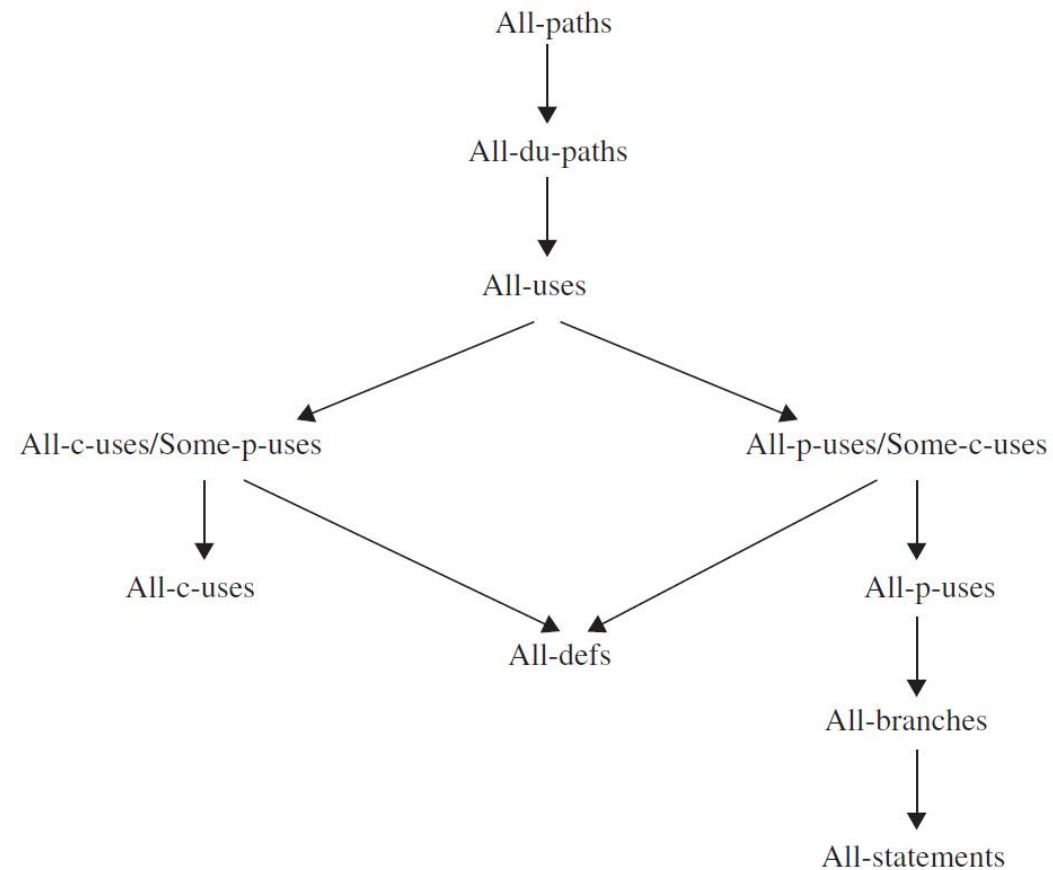 All-paths
All-du-paths
All-uses
All-c-uses/Some-p-uses
All-p-uses/Some-c-uses
All-c-uses
All-p-uses
All-defs
All-branches
All-statements